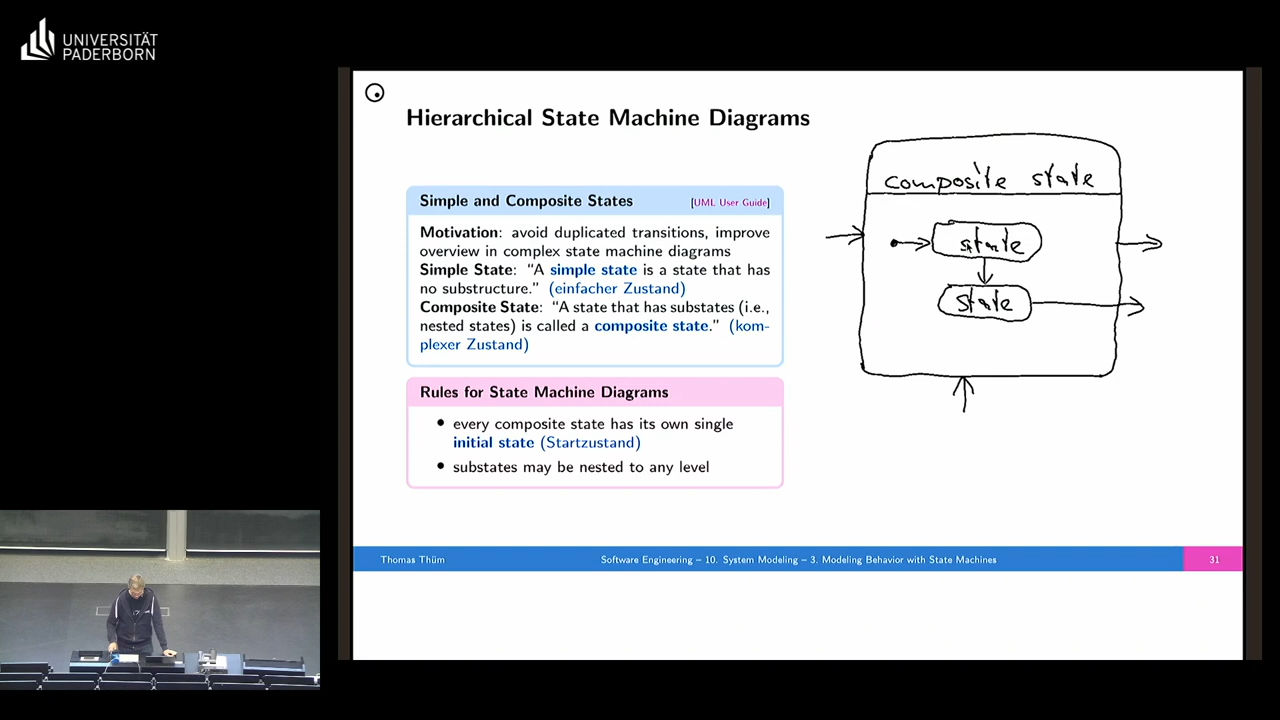 UNIVERSITÄT
PADERBORN
Hierarchical State Machine Diagrams
Simple and Composite States [UML User Guide]
Motivation: avoid duplicated transitions, improve
overview in complex state machine diagrams
Simple State: “A simple state is a state that has
no substructure.” (einfacher Zustand)
Composite State: “A state that has substates (i.e.,
nested states) is called a composite state.” (kom-
plexer Zustand)
Rules for State Machine Diagrams
• every composite state has its own single
initial state (Startzustand)
• substates may be nested to any level
composite state
state
state
Thomas Thüm Software Engineering – 10. System Modeling – 3. Modeling Behavior with State Machines 31